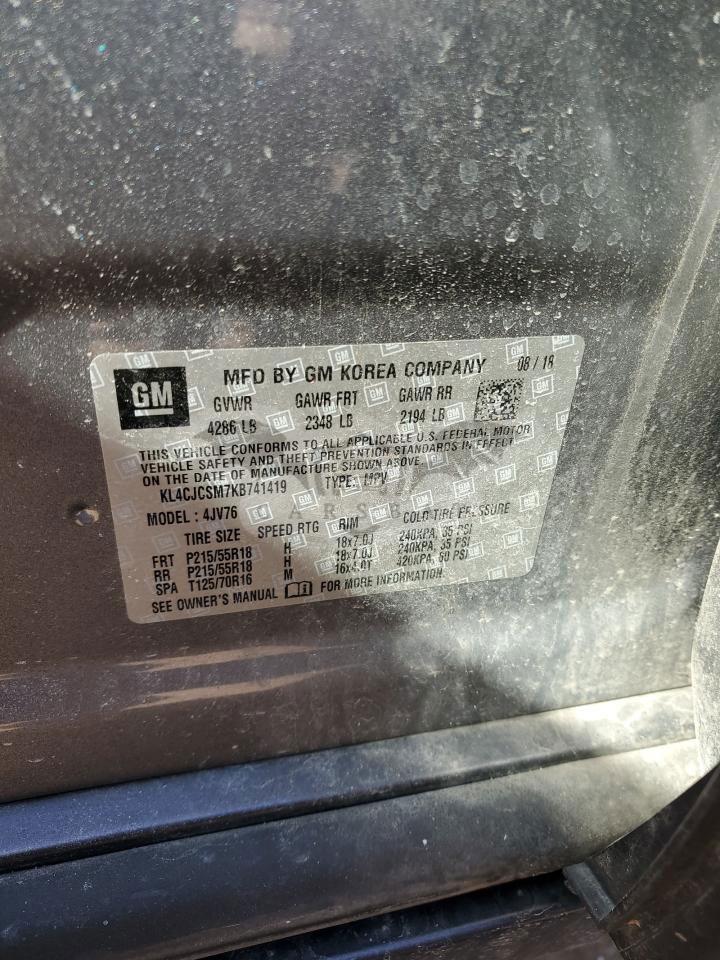 GM
MFD BY GM KOREA COMPANY 08 / 18
GVWR GAWR FRT GAWR RR
4286 LB 2348 LB 2194 LB
THIS VEHICLE CONFORMS TO ALL APPLICABLE U.S. FEDERAL MOTOR
VEHICLE SAFETY AND THEFT PREVENTION STANDARDS IN EFFECT
ON THE DATE OF MANUFACTURE SHOWN ABOVE.
KL4CJCSM7KB741419 TYPE: MPV
MODEL: 4JV76
TIRE SIZE SPEED RTG RIM COLD TIRE PRESSURE
FRT P215/55R18 H 18x7.0J 240KPA, 35 PSI
RR P215/55R18 H 18x7.0J 240KPA, 35 PSI
SPA T125/70R16 M 16x4.0T 420KPA, 60 PSI
SEE OWNER'S MANUAL FOR MORE INFORMATION